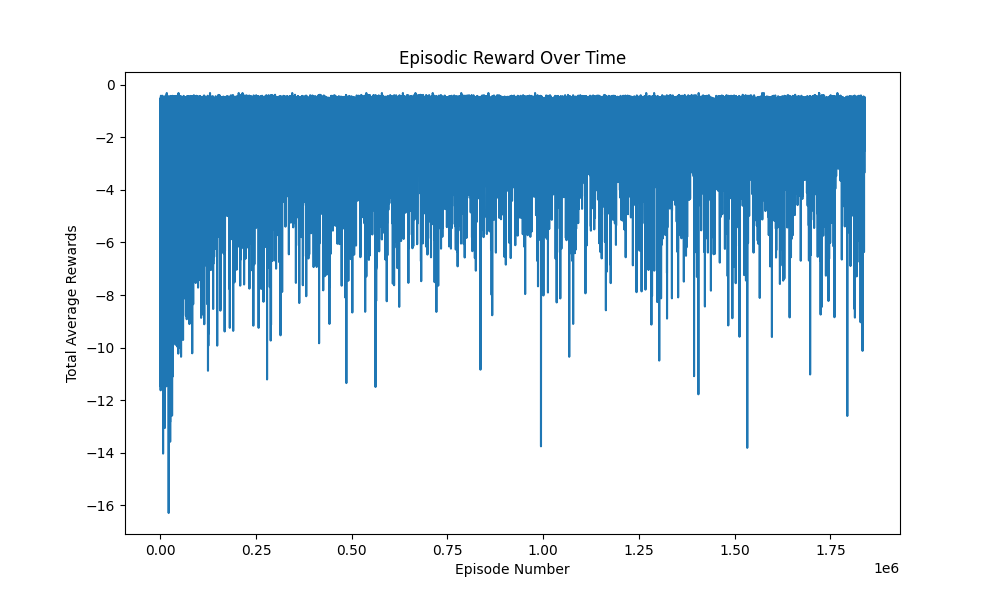 Episodic Reward Over Time
Total Average Rewards
0
−2
−4
−6
−8
−10
−12
−14
−16
0.00 0.25 0.50 0.75 1.00 1.25 1.50 1.75
1e6
Episode Number